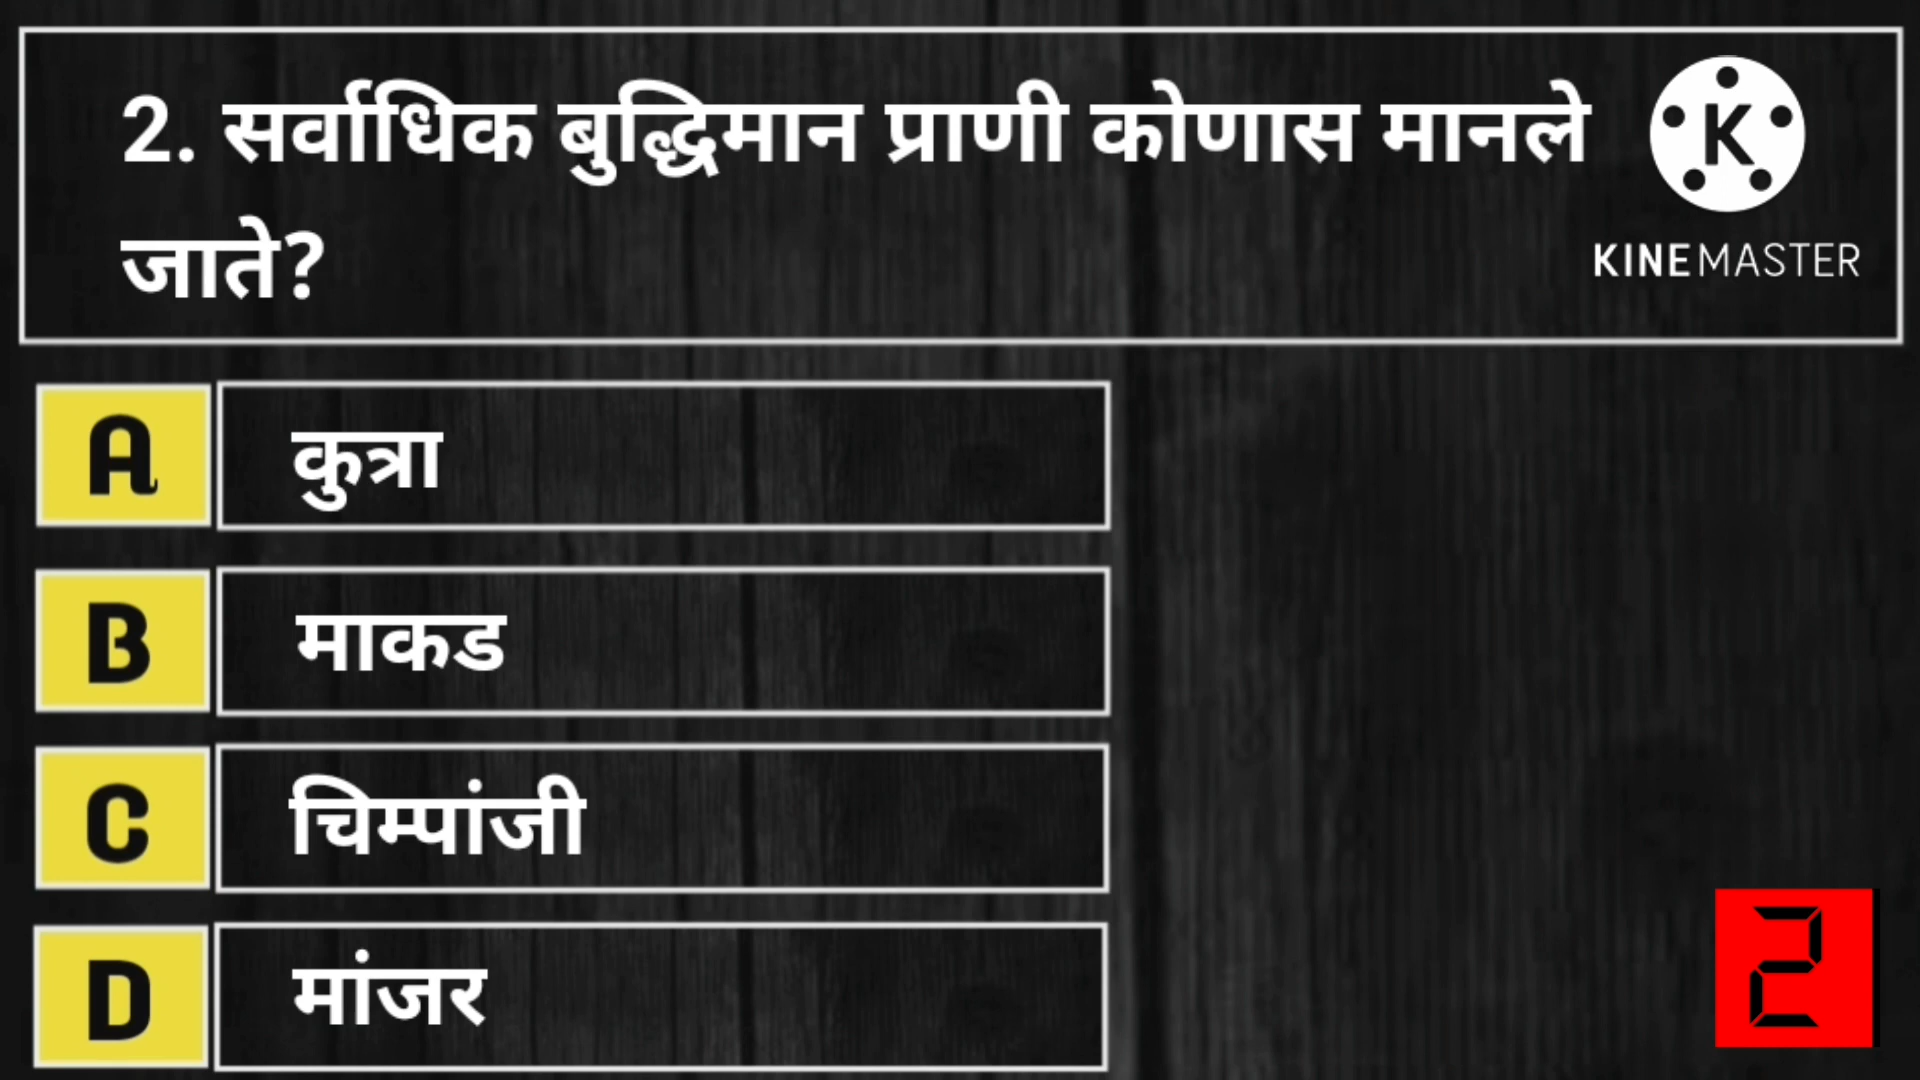 2. सर्वाधिक बुद्धिमान प्राणी कोणास मानले
जाते?
K
KINEMASTER
A
कुत्रा
B
माकड
C
चिम्पांजी
D
मांजर
2